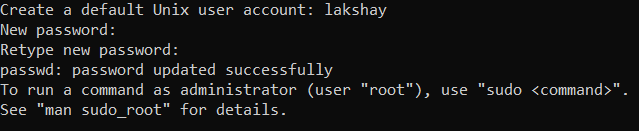 Create a default Unix user account: lakshay
New password:
Retype new password:
passwd: password updated successfully
To run a command as administrator (user "root"), use "sudo <command>".
See "man sudo_root" for details.